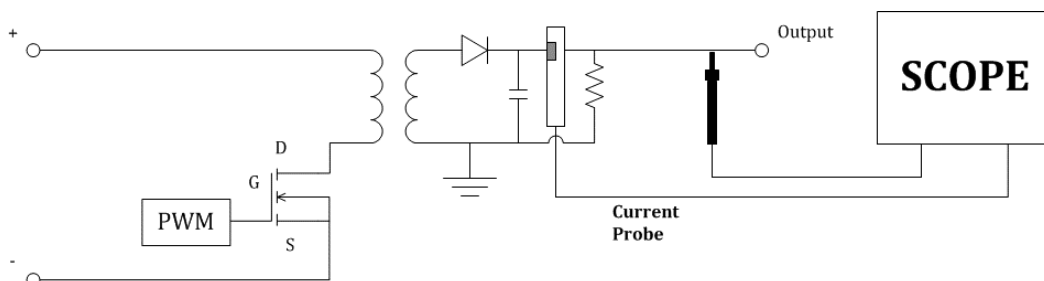 +
Output
SCOPE
D
G
PWM
S
Current
Probe
-